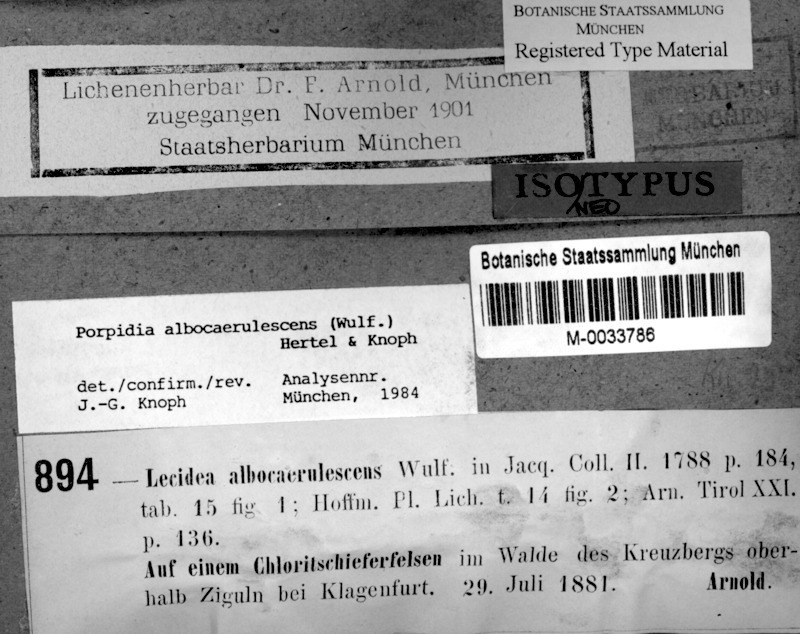 BOTANISCHE STAATSSAMMLUNG
MÜNCHEN
Registered Type Material
Lichenenherbar Dr. F. Arnold, München
zugegangen November 1901
Staatsherbarium München
MÜNCHEN
ISOTYPUS
NEO
Botanische Staatssammlung München
M-0033786
Porpidia albocaerulescens (Wulf.)
Hertel & Knoph
det./confirm./rev. Analysennr.
J.-G. Knoph München, 1984
894 — Lecidea albocaerulescens Wulf. in Jacq. Coll. II. 1788 p. 184,
tab. 15 fig 1; Hoffm. Pl. Lich. t. 14 fig. 2; Arn. Tirol XXI.
p. 136.
Auf einem Chloritschieferfelsen im Walde des Kreuzbergs ober-
halb Ziguln bei Klagenfurt. 29. Juli 1881. Arnold.